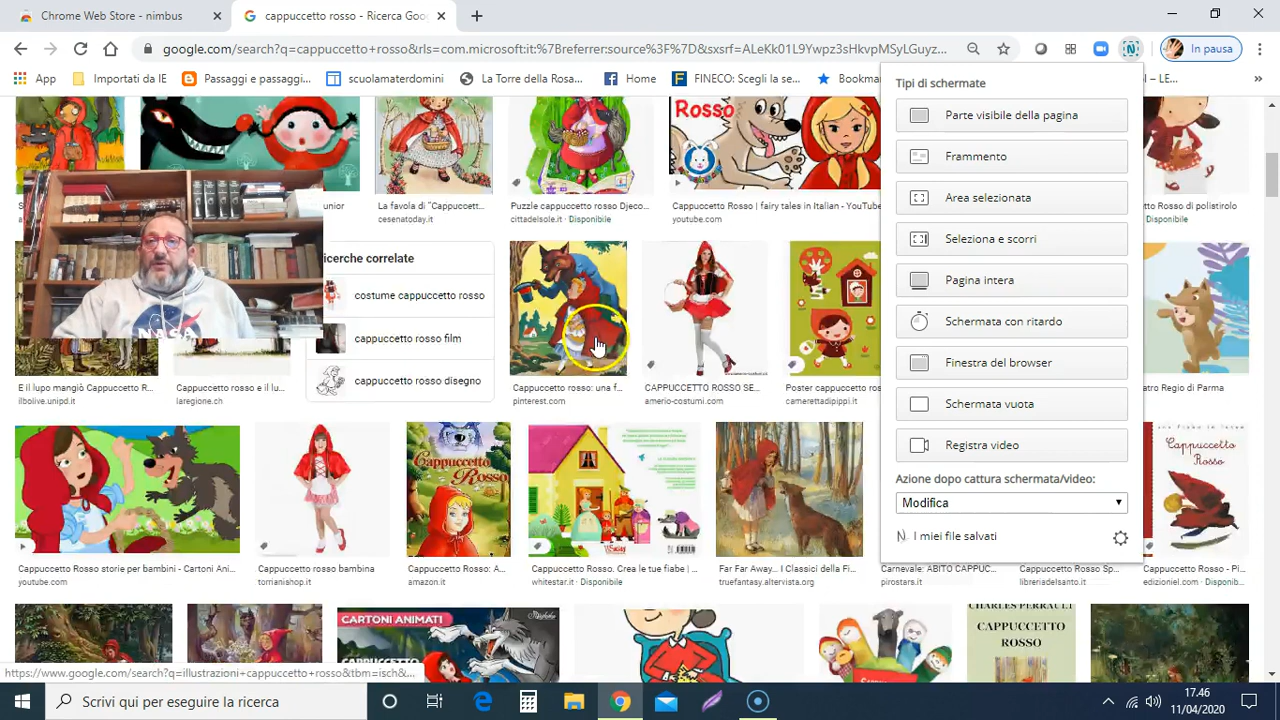 Chrome Web Store - nimbus
cappuccetto rosso - Ricerca Goo
google.com/search?q=cappuccetto+rosso&rls=com.microsoft:it:%7Breferrer:source%3F%7D&sxsrf=ALeKk01L9Ywpz3sHkvpMSyLGuyz...
In pausa
App
Importati da IE
Passaggi e passaggi...
scuolamaterdomini
La Torre della Rosa...
Home
FINECO: Scegli la se...
Bookma
- LE...
»
Tipi di schermate
Parte visibile della pagina
Frammento
Area selezionata
Seleziona e scorri
Pagina intera
Schermata con ritardo
Finestra del browser
Schermata vuota
Registra video
Azione dopo cattura schermata/video:
Modifica
I miei file salvati
Rosso
unior
La favola di "Cappuccett...
cesenatoday.it
Puzzle cappuccetto rosso Djeco...
cittadelsole.it • Disponibile
Cappuccetto Rosso | fairy tales in Italian - YouTube
youtube.com
Rosso di polistirolo
Disponibile
icerche correlate
costume cappuccetto rosso
cappuccetto rosso film
cappuccetto rosso disegno
NASA
E il lupo mangiò Cappuccetto R
ilbolive.unipd.it
Cappuccetto rosso e il lu...
laregione.ch
Cappuccetto rosso: una f...
pinterest.com
CAPPUCCETTO ROSSO SE...
amerio-costumi.com
Poster cappuccetto ros
camerettadipippi.it
atro Regio di Parma
Cappuccetto
Rosso
Cappuccetto
Rosso
Cappuccetto Rosso storie per bambini - Cartoni Ani...
youtube.com
Cappuccetto rosso bambina
torrianishop.it
Cappuccetto Rosso: A...
amazon.it
Cappuccetto Rosso. Crea le tue fiabe | ...
whitestar.it • Disponibile
Far Far Away... I Classici della Fi...
truefantasy.altervista.org
Carnevale: ABITO CAPPUC...
pirostars.it
Cappuccetto Rosso Sp...
libreriadelsanto.it
Cappuccetto Rosso - Pi...
edizioniel.com • Disponib...
CARTONI ANIMATI
CAPPUCCETTO
CHARLES PERRAULT
CAPPUCCETTO
ROSSO
https://www.google.com/search?q=illustrazioni+cappuccetto+rosso&tbm=isch&...
Scrivi qui per eseguire la ricerca
17.46
11/04/2020